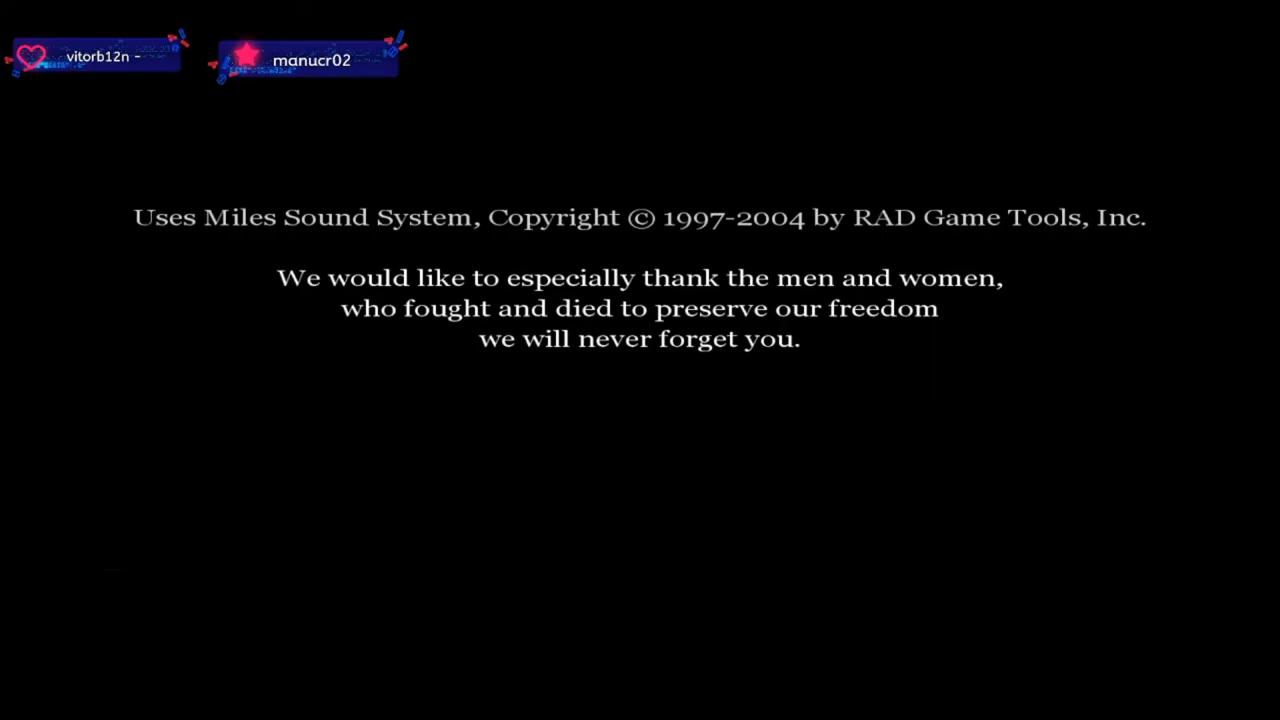 vitorb12n -
manucr02
Uses Miles Sound System, Copyright © 1997-2004 by RAD Game Tools, Inc.
We would like to especially thank the men and women,
who fought and died to preserve our freedom
we will never forget you.